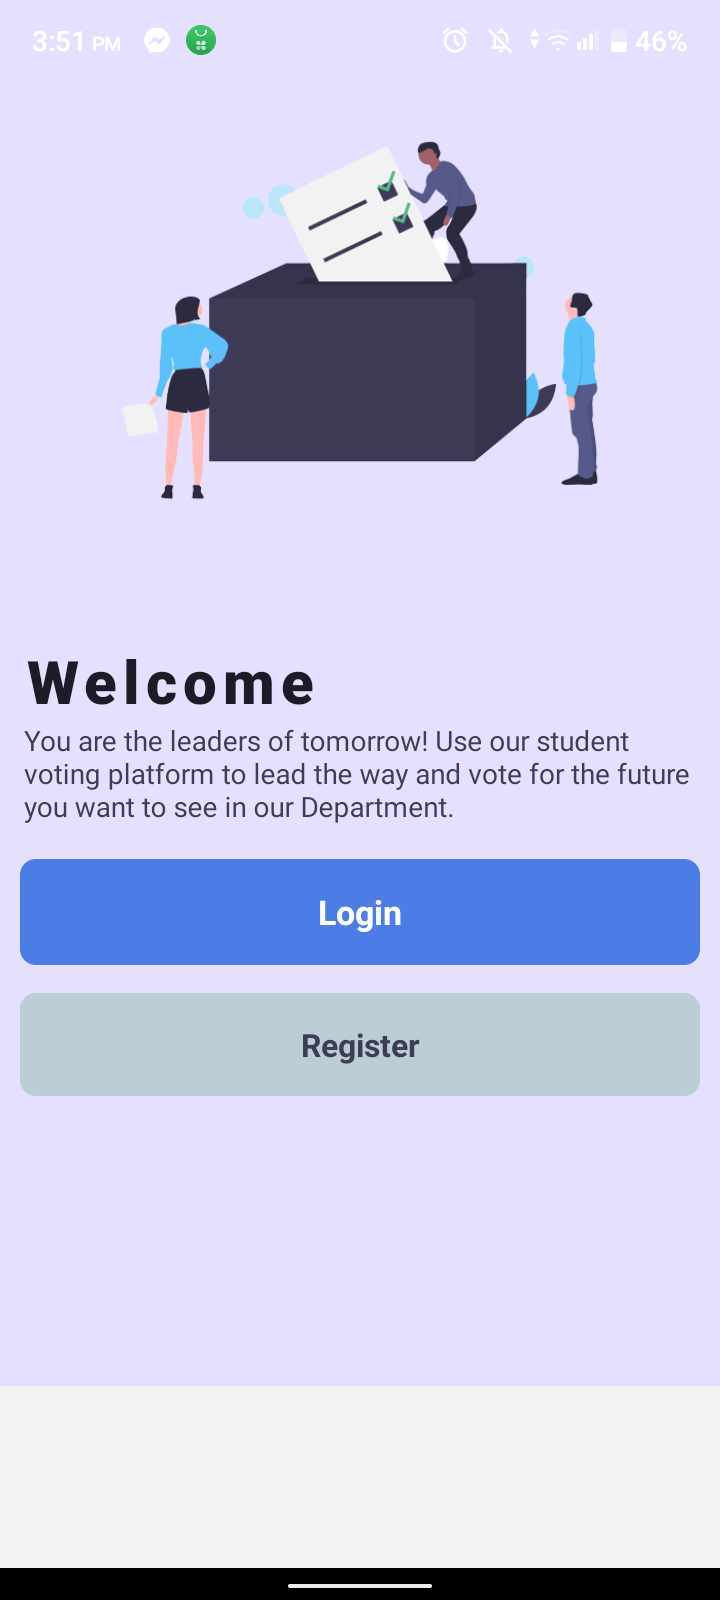 3:51 PM 46%
Welcome
You are the leaders of tomorrow! Use our student
voting platform to lead the way and vote for the future
you want to see in our Department.
Login
Register